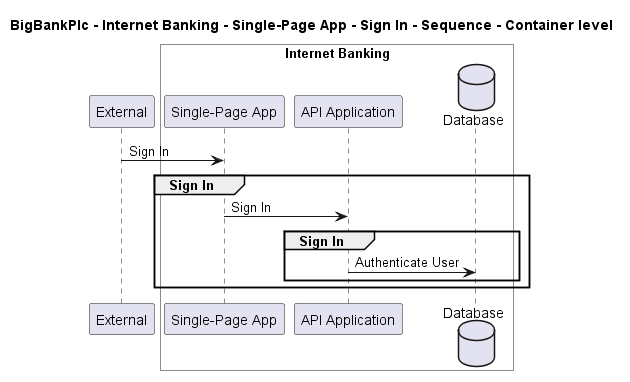 BigBankPlc - Internet Banking - Single-Page App - Sign In - Sequence - Container level
Internet Banking
External
Single-Page App
API Application
Database
Sign In
Sign In
Sign In
Sign In
Authenticate User
External
Single-Page App
API Application
Database